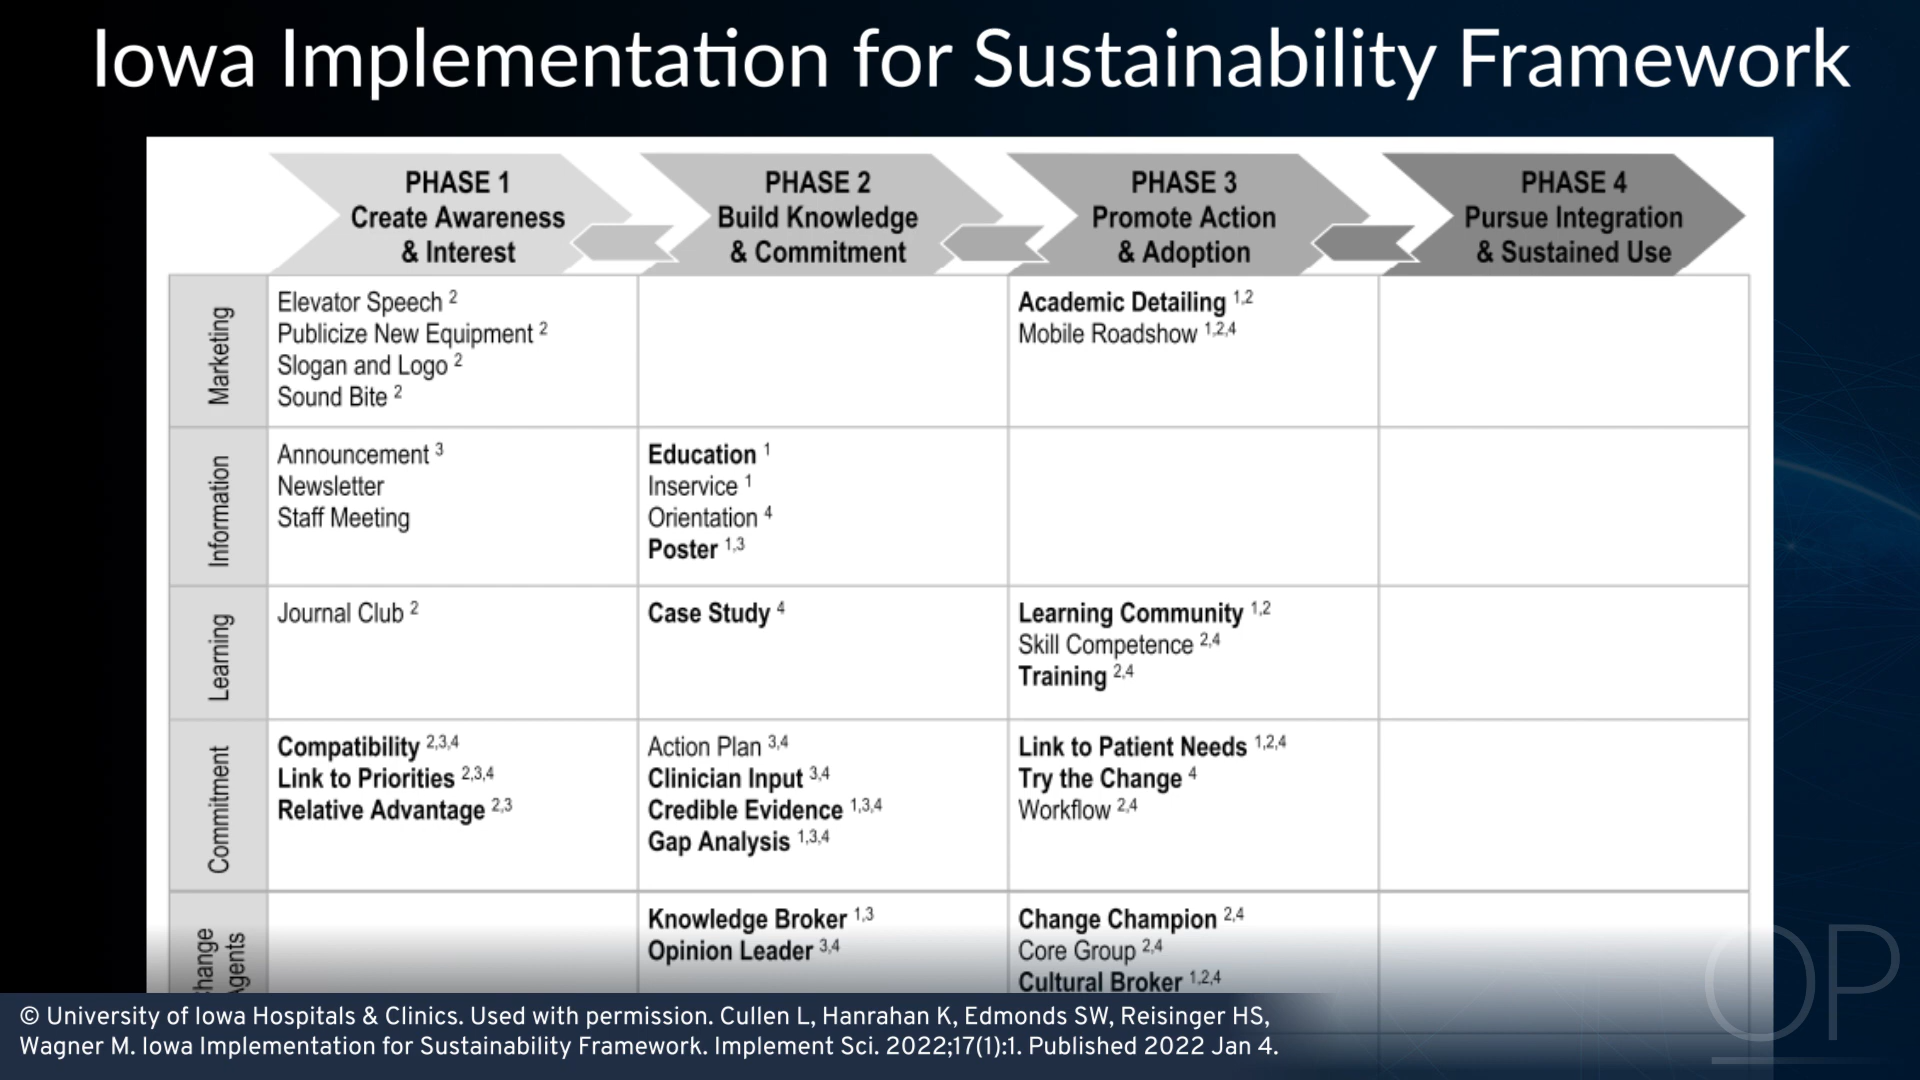 Iowa Implementation for Sustainability Framework
PHASE 1
Create Awareness
& Interest
PHASE 2
Build Knowledge
& Commitment
PHASE 3
Promote Action
& Adoption
PHASE 4
Pursue Integration
& Sustained Use
Marketing
Elevator Speech 2
Publicize New Equipment 2
Slogan and Logo 2
Sound Bite 2
Academic Detailing 1,2
Mobile Roadshow 1,2,4
Information
Announcement 3
Newsletter
Staff Meeting
Education 1
Inservice 1
Orientation 4
Poster 1,3
Learning
Journal Club 2
Case Study 4
Learning Community 1,2
Skill Competence 2,4
Training 2,4
Commitment
Compatibility 2,3,4
Link to Priorities 2,3,4
Relative Advantage 2,3
Action Plan 3,4
Clinician Input 3,4
Credible Evidence 1,3,4
Gap Analysis 1,3,4
Link to Patient Needs 1,2,4
Try the Change 4
Workflow 2,4
hange
gents
Knowledge Broker 1,3
Opinion Leader 3,4
Change Champion 2,4
Core Group 2,4
Cultural Broker 1,2,4
OP
© University of Iowa Hospitals & Clinics. Used with permission. Cullen L, Hanrahan K, Edmonds SW, Reisinger HS,
Wagner M. Iowa Implementation for Sustainability Framework. Implement Sci. 2022;17(1):1. Published 2022 Jan 4.